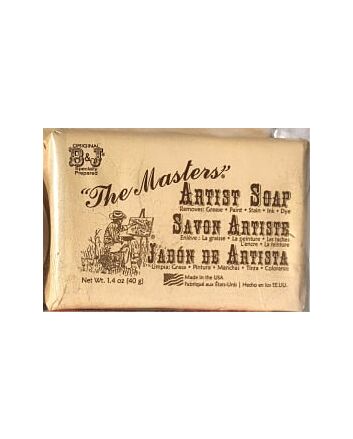 ORIGINAL
B&J
Specially
Prepared
"The Masters"
ARTIST SOAP
Removes: Grease • Paint • Stain • Ink • Dye
SAVON ARTISTE
Enlève: La graisse • La peinture • Les taches
L'encre • La teinture
JABÓN DE ARTISTA
Limpia: Grasa • Pintura • Manchas • Tinta • Colorante
Net Wt. 1.4 oz (40 g)
Made in the USA
Fabriqué aux États-Unis | Hecho en los EE.UU.